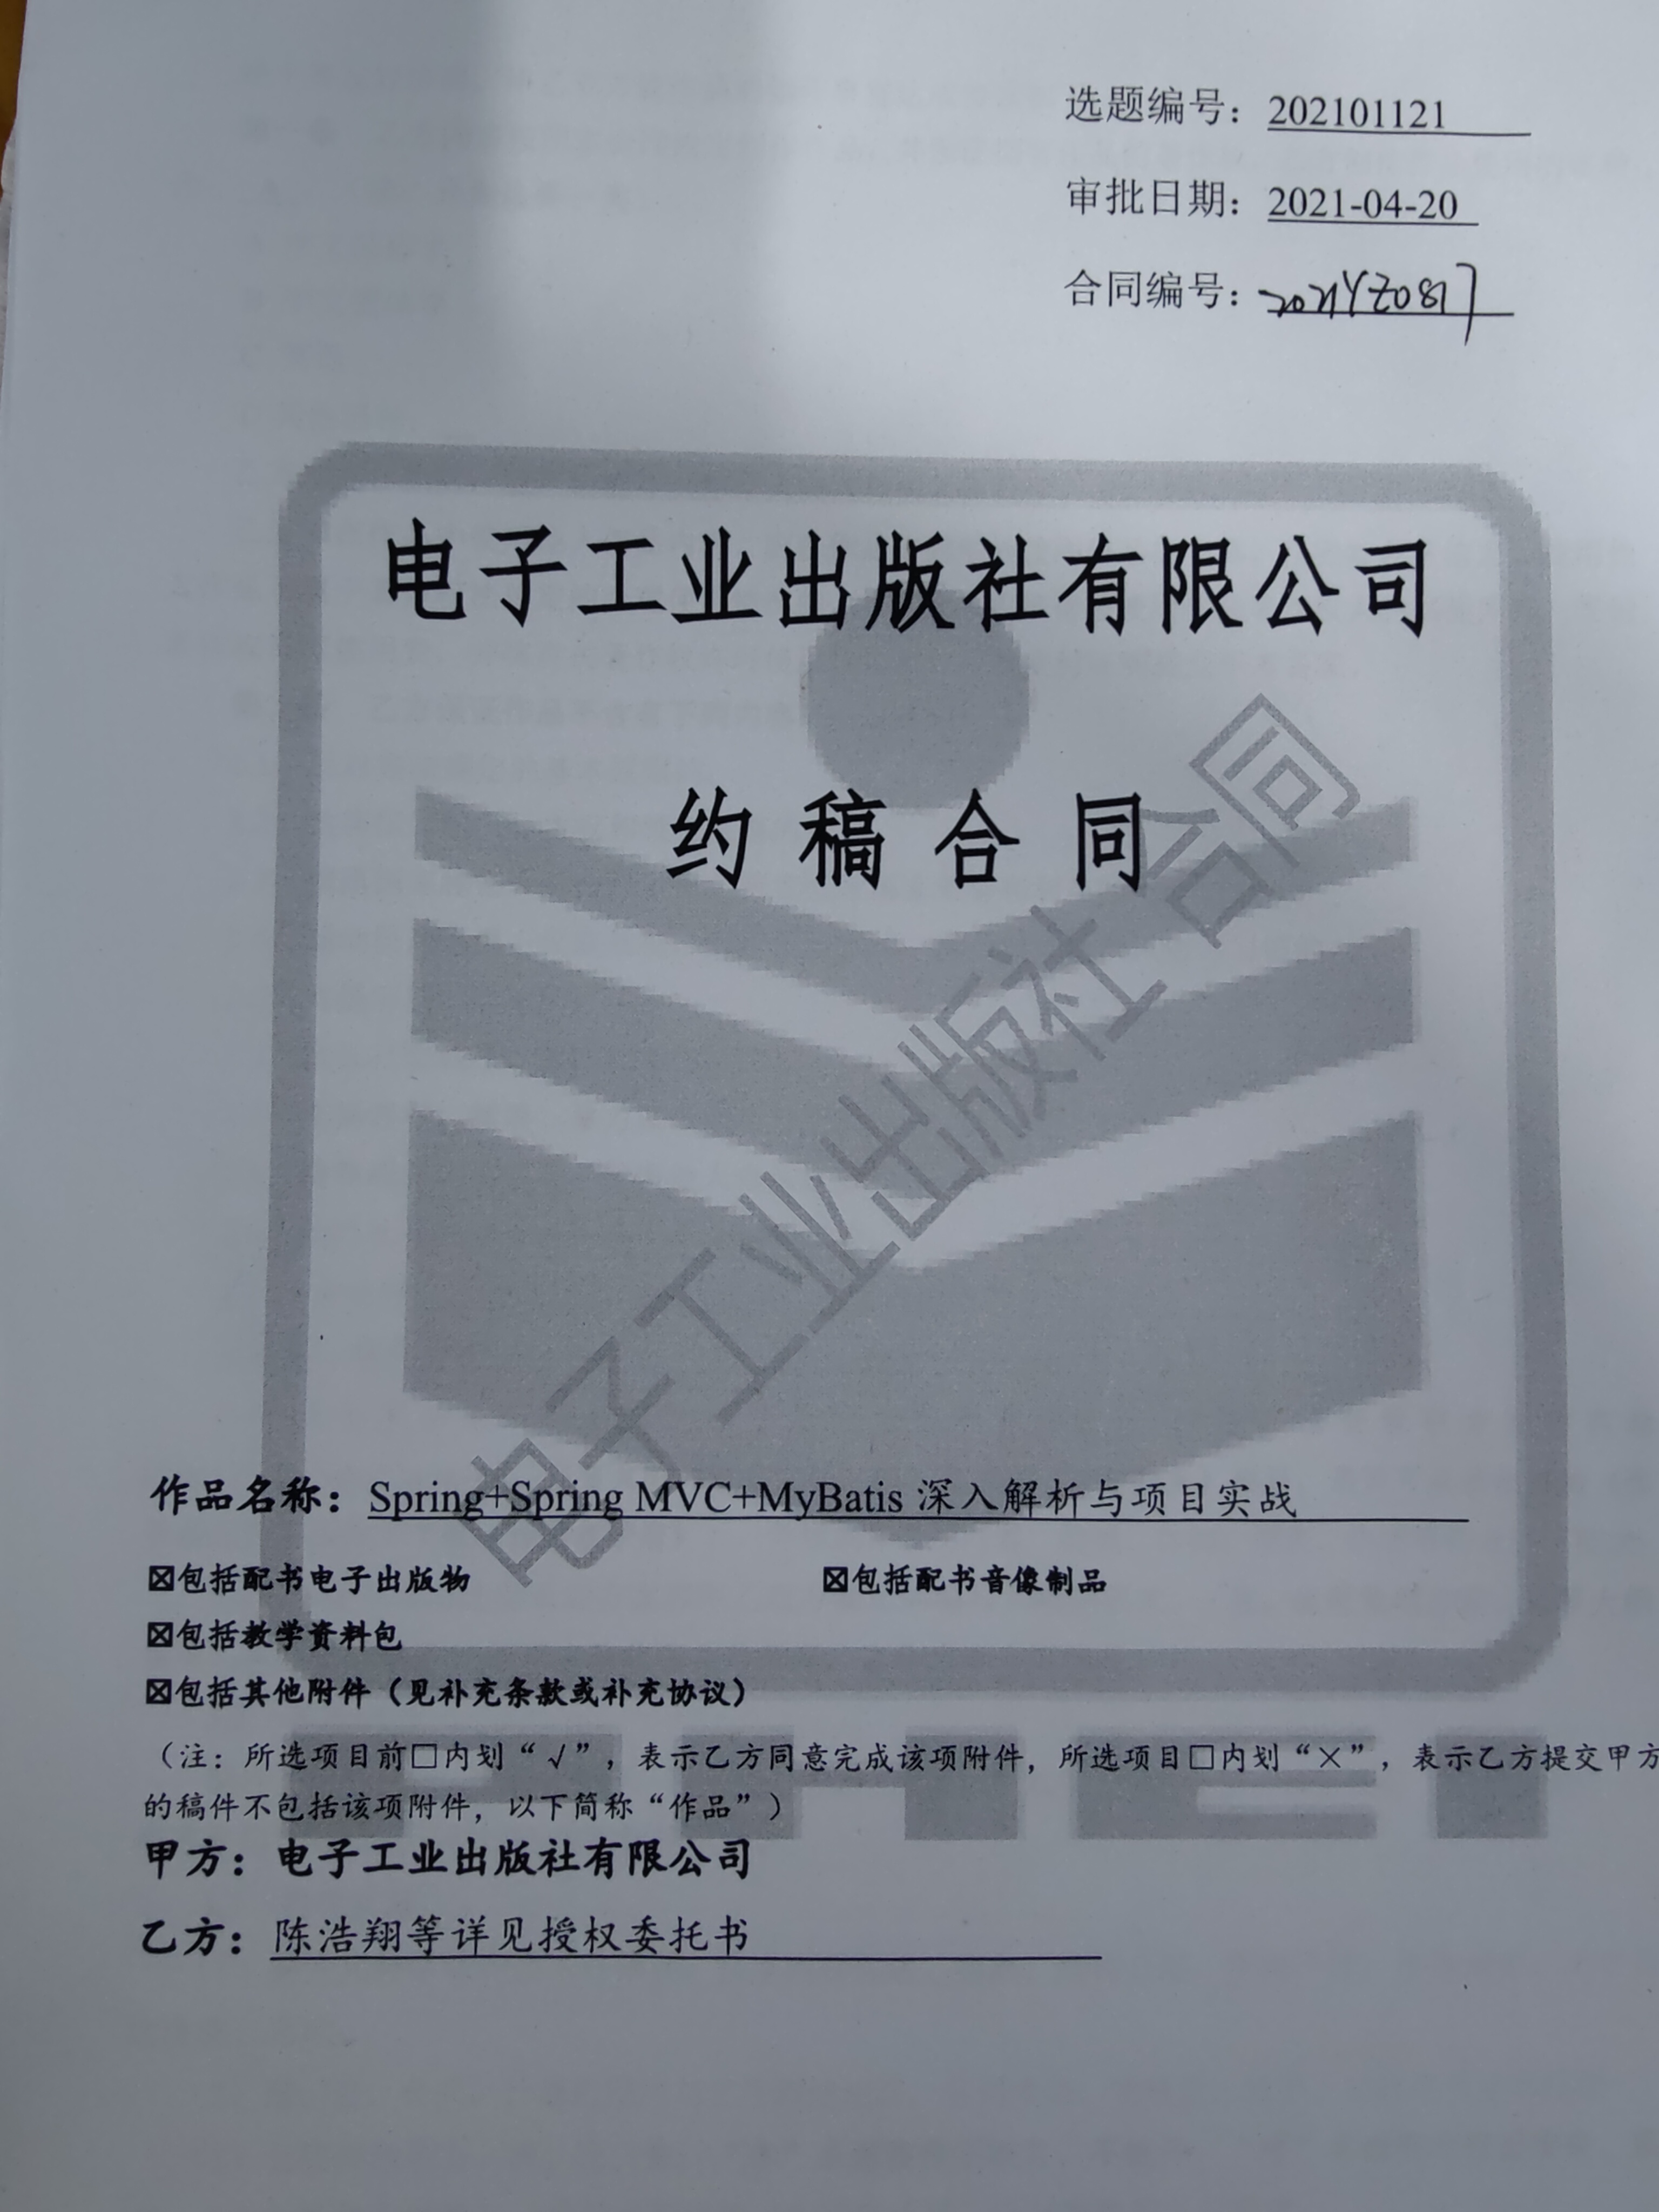 选题编号：202101121
审批日期：2021-04-20
合同编号：
电子工业出版社有限公司
约稿合同
电子工业出版社 合同
作品名称：Spring+Spring MVC+MyBatis 深入解析与项目实战
☒包括配书电子出版物 ☒包括配书音像制品
☒包括教学资料包
☒包括其他附件（见补充条款或补充协议）
（注：所选项目前□内划“√”，表示乙方同意完成该项附件，所选项目□内划“×”，表示乙方提交甲方
的稿件不包括该项附件，以下简称“作品”）
PHEI
甲方：电子工业出版社有限公司
乙方：陈浩翔等详见授权委托书